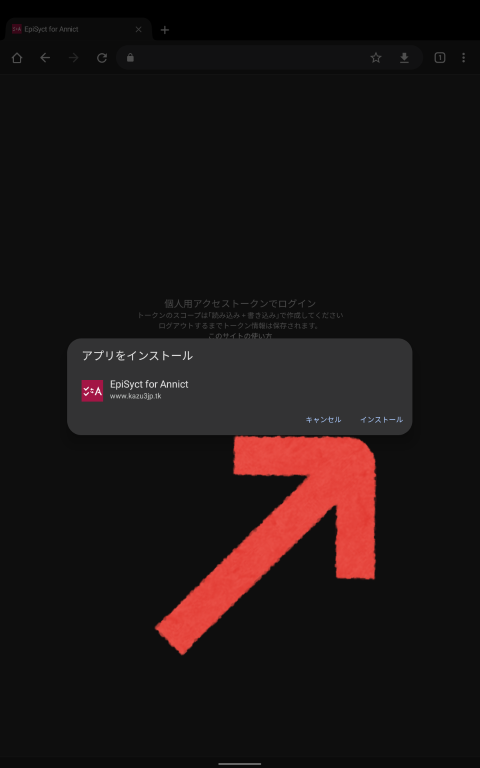 EpiSyct for Annict
1
個人用アクセストークンでログイン
トークンのスコープは｢読み込み + 書き込み｣で作成してください
ログアウトするまでトークン情報は保存されます。
このサイトの使い方
アプリをインストール
EpiSyct for Annict
www.kazu3jp.tk
キャンセル
インストール